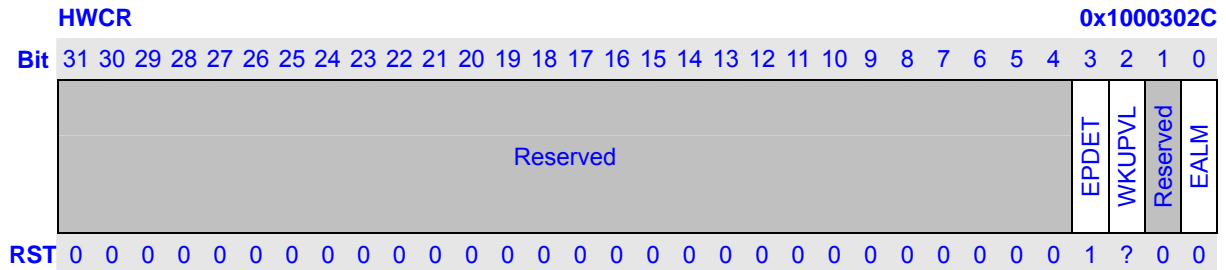 HWCR 0x1000302C
Bit 31 30 29 28 27 26 25 24 23 22 21 20 19 18 17 16 15 14 13 12 11 10 9 8 7 6 5 4 3 2 1 0
Reserved EPDET WKUPVL Reserved EALM
RST 0 0 0 0 0 0 0 0 0 0 0 0 0 0 0 0 0 0 0 0 0 0 0 0 0 0 0 0 1 ? 0 0